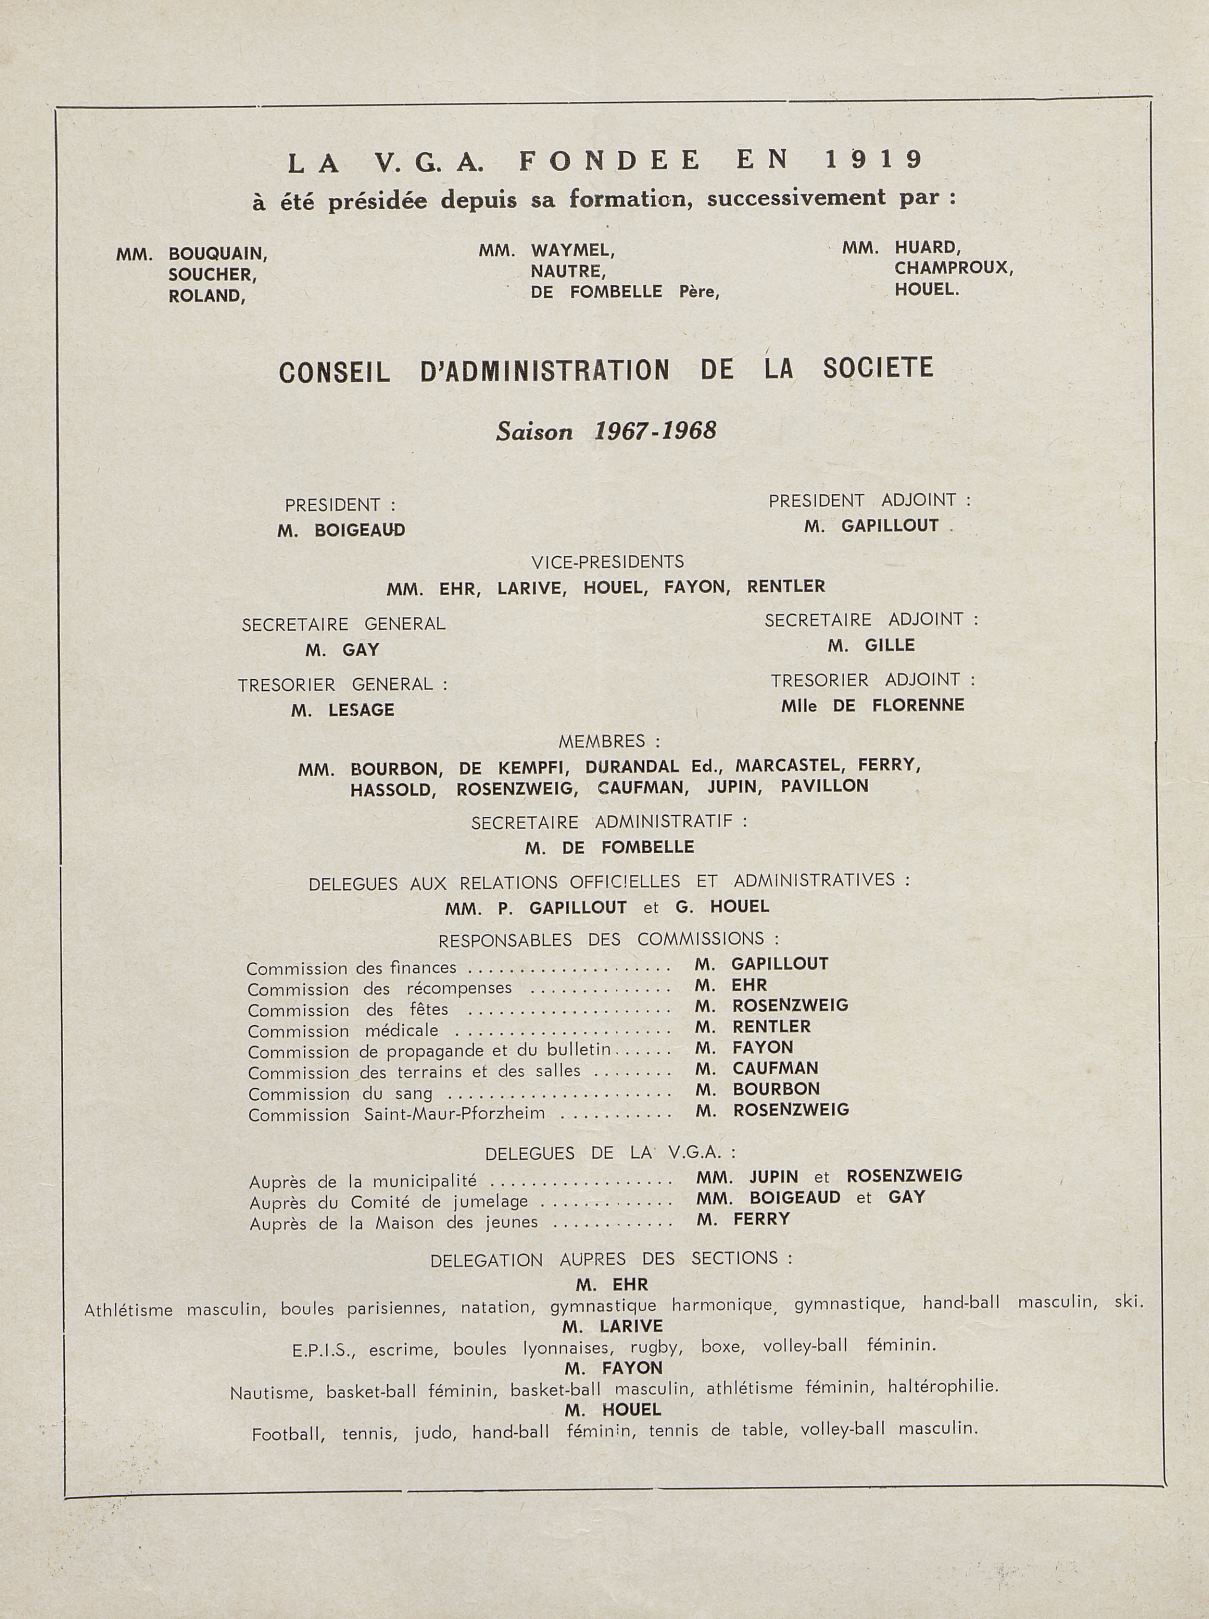 LA V.G.A. FONDEE EN 1919
à été présidée depuis sa formation, successivement par :
MM. BOUQUAIN,
SOUCHER,
ROLAND,
MM. WAYMEL,
NAUTRE,
DE FOMBELLE Père,
MM. HUARD,
CHAMPROUX,
HOUEL.
CONSEIL D'ADMINISTRATION DE LA SOCIETE
Saison 1967-1968
PRESIDENT :
M. BOIGEAUD
PRESIDENT ADJOINT :
M. GAPILLOUT
VICE-PRESIDENTS
MM. EHR, LARIVE, HOUEL, FAYON, RENTLER
SECRETAIRE GENERAL
M. GAY
SECRETAIRE ADJOINT :
M. GILLE
TRESORIER GENERAL :
M. LESAGE
TRESORIER ADJOINT :
Mlle DE FLORENNE
MEMBRES :
MM. BOURBON, DE KEMPFI, DURANDAL Ed., MARCASTEL, FERRY,
HASSOLD, ROSENZWEIG, CAUFMAN, JUPIN, PAVILLON
SECRETAIRE ADMINISTRATIF :
M. DE FOMBELLE
DELEGUES AUX RELATIONS OFFICIELLES ET ADMINISTRATIVES :
MM. P. GAPILLOUT et G. HOUEL
RESPONSABLES DES COMMISSIONS :
Commission des finances .................... M. GAPILLOUT
Commission des récompenses .............. M. EHR
Commission des fêtes .................... M. ROSENZWEIG
Commission médicale ..................... M. RENTLER
Commission de propagande et du bulletin...... M. FAYON
Commission des terrains et des salles ........ M. CAUFMAN
Commission du sang ...................... M. BOURBON
Commission Saint-Maur-Pforzheim ........... M. ROSENZWEIG
DELEGUES DE LA V.G.A. :
Auprès de la municipalité .................. MM. JUPIN et ROSENZWEIG
Auprès du Comité de jumelage ............. MM. BOIGEAUD et GAY
Auprès de la Maison des jeunes ............ M. FERRY
DELEGATION AUPRES DES SECTIONS :
M. EHR
Athlétisme masculin, boules parisiennes, natation, gymnastique harmonique, gymnastique, hand-ball masculin, ski.
M. LARIVE
E.P.I.S., escrime, boules lyonnaises, rugby, boxe, volley-ball féminin.
M. FAYON
Nautisme, basket-ball féminin, basket-ball masculin, athlétisme féminin, haltérophilie.
M. HOUEL
Football, tennis, judo, hand-ball féminin, tennis de table, volley-ball masculin.